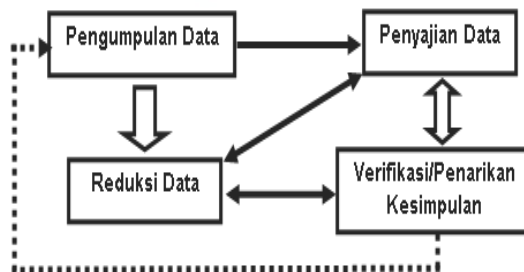 Pengumpulan Data
Penyajian Data
Reduksi Data
Verifikasi/Penarikan
Kesimpulan